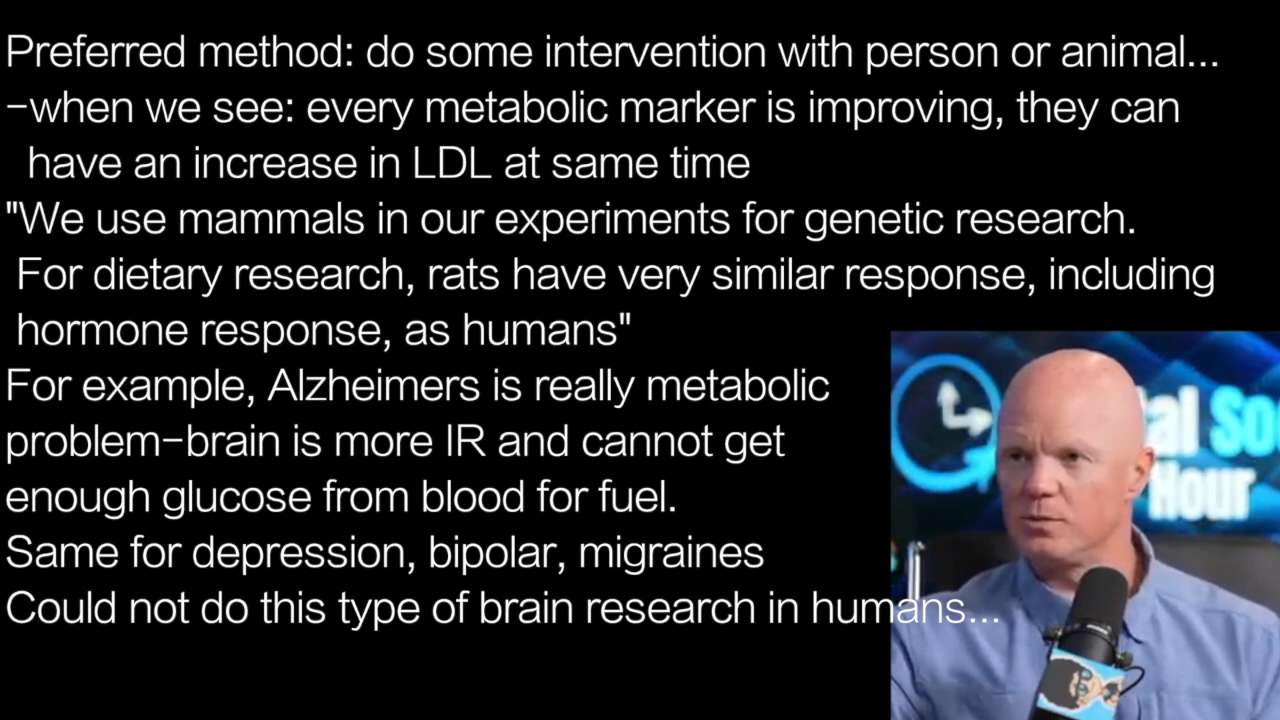 Preferred method: do some intervention with person or animal...
-when we see: every metabolic marker is improving, they can
have an increase in LDL at same time
"We use mammals in our experiments for genetic research.
For dietary research, rats have very similar response, including
hormone response, as humans"
For example, Alzheimers is really metabolic
problem-brain is more IR and cannot get
enough glucose from blood for fuel.
Same for depression, bipolar, migraines
Could not do this type of brain research in humans...
al So
Hour